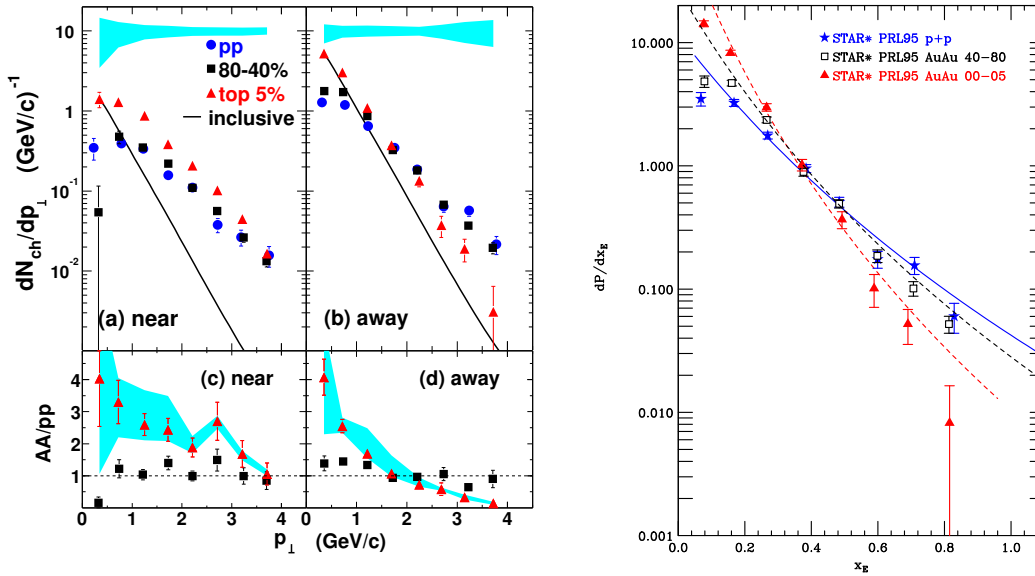 dN_ch/dp_⊥ (GeV/c)^-1
10
1
10^-1
10^-2
pp
80-40%
top 5%
inclusive
(a) near
(b) away
AA/pp
4
3
2
1
(c) near
(d) away
0 1 2 3 4 0 1 2 3 4
p_⊥ (GeV/c)
dP/dx_E
10.000
1.000
0.100
0.010
0.001
STAR* PRL95 p+p
STAR* PRL95 AuAu 40-80
STAR* PRL95 AuAu 00-05
0.0 0.2 0.4 0.6 0.8 1.0
x_E